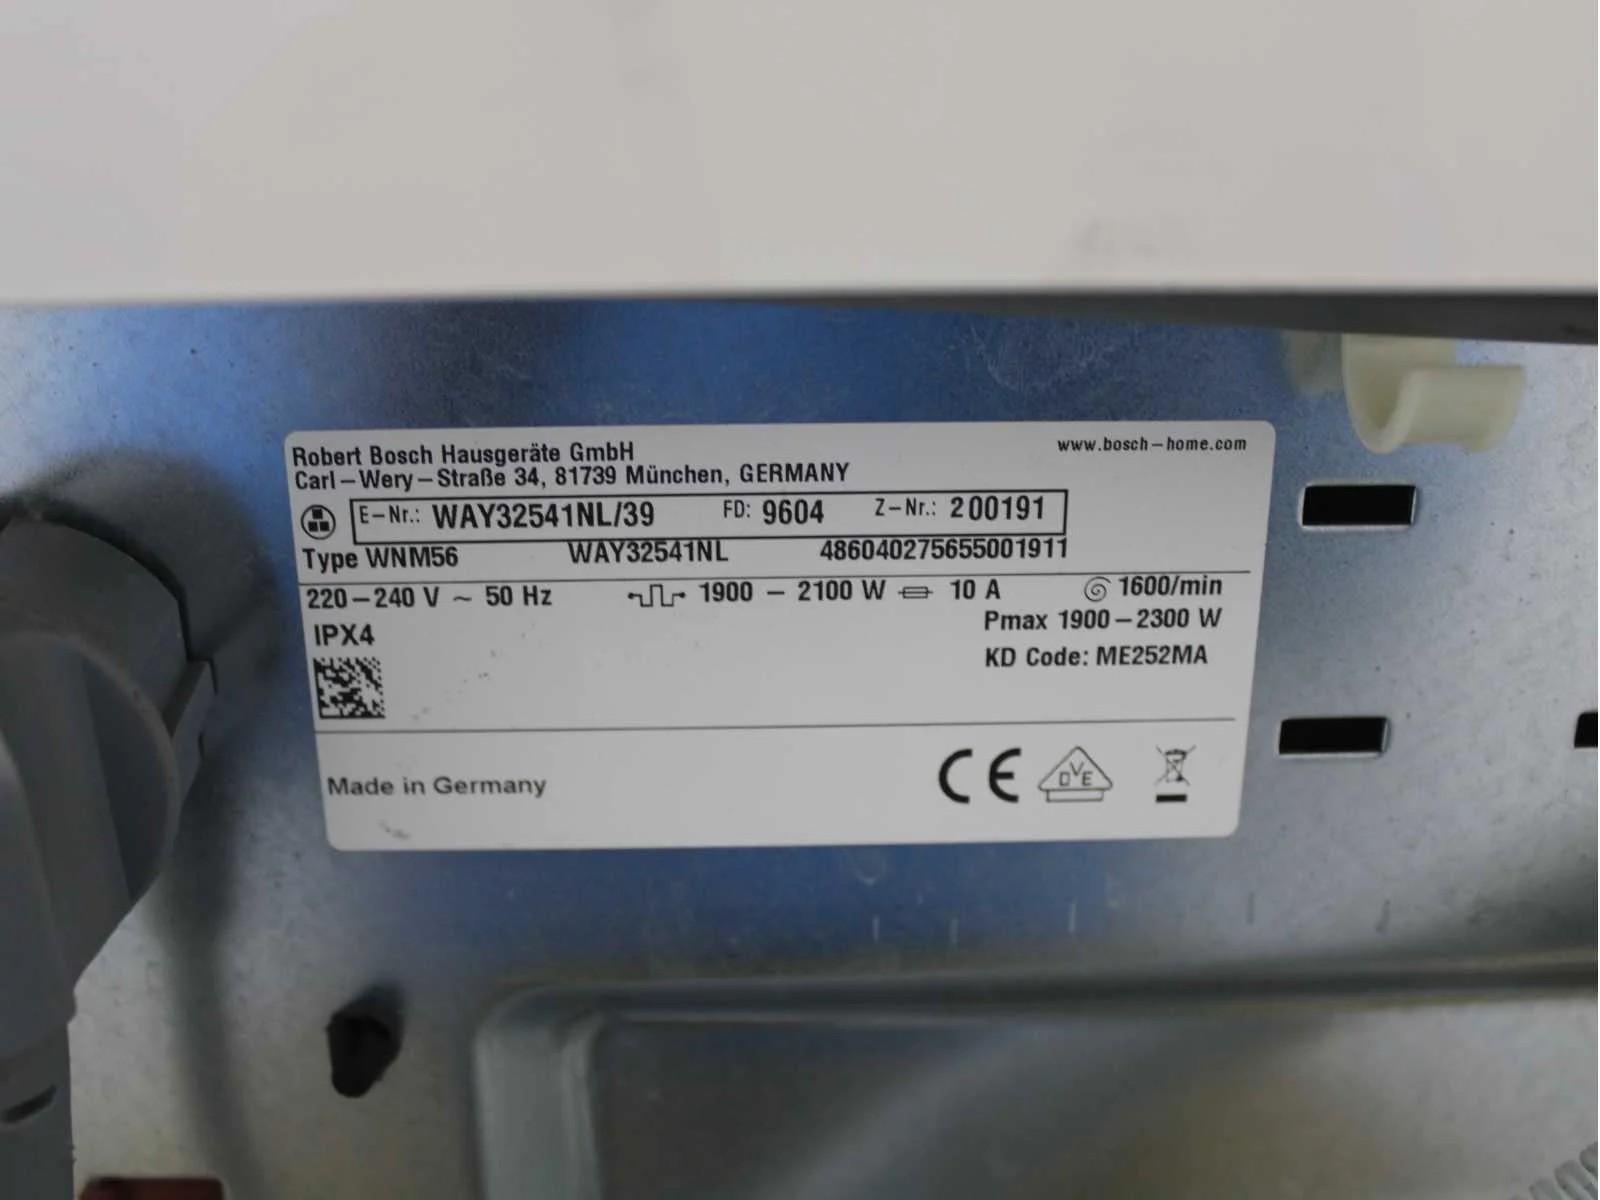 Robert Bosch Hausgeräte GmbH
www.bosch-home.com
Carl-Wery-Straße 34, 81739 München, GERMANY
E-Nr.: WAY32541NL/39 FD: 9604 Z-Nr.: 200191
Type WNM56 WAY32541NL 486040275655001911
220-240 V ~ 50 Hz 1900 - 2100 W 10 A 1600/min
Pmax 1900-2300 W
IPX4
KD Code: ME252MA
Made in Germany
CE DVE